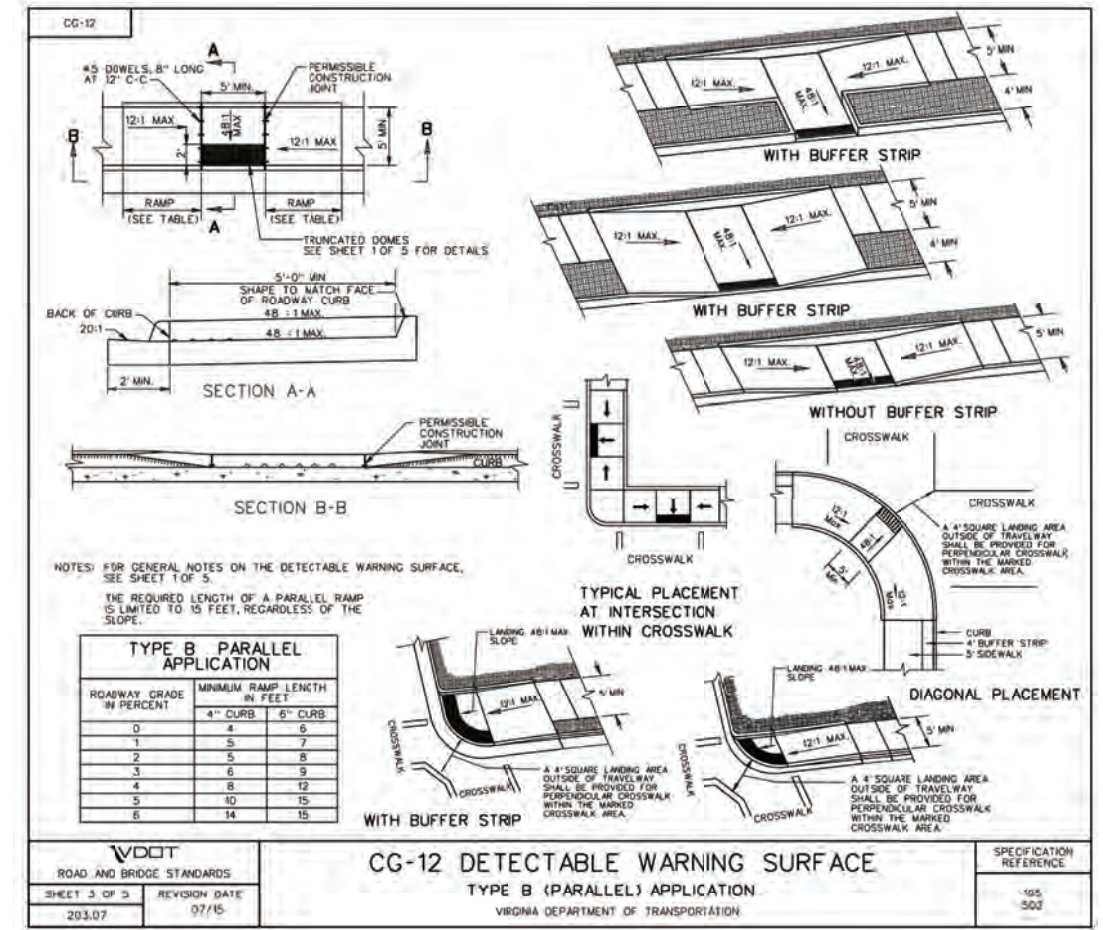 CG-12
A
#5 DOWELS, 8" LONG
AT 12" C-C
5' MIN.
PERMISSIBLE
CONSTRUCTION
JOINT
12:1 MAX
48:1
MAX
12:1 MAX
5' MIN
2'
B
B
RAMP
(SEE TABLE)
A
RAMP
(SEE TABLE)
TRUNCATED DOMES
SEE SHEET 1 OF 5 FOR DETAILS
5'-0" MIN
SHAPE TO MATCH FACE
OF ROADWAY CURB
BACK OF CURB
48 : 1 MAX.
20:1
48 : 1 MAX.
2' MIN.
SECTION A-A
PERMISSIBLE
CONSTRUCTION
JOINT
CURB
SECTION B-B
NOTES: FOR GENERAL NOTES ON THE DETECTABLE WARNING SURFACE,
SEE SHEET 1 OF 5.
THE REQUIRED LENGTH OF A PARALLEL RAMP
IS LIMITED TO 15 FEET, REGARDLESS OF THE
SLOPE.
TYPE B PARALLEL
APPLICATION
ROADWAY GRADE
IN PERCENT
MINIMUM RAMP LENGTH
IN FEET
4" CURB 6" CURB
0 4 6
1 5 7
2 5 8
3 6 9
4 8 12
5 10 15
6 14 15
12:1 MAX
48:1
MAX
12:1 MAX.
5' MIN
4' MIN
WITH BUFFER STRIP
12:1 MAX.
48:1
MAX.
12:1 MAX.
5' MIN
4' MIN
WITH BUFFER STRIP
12:1 MAX.
48:1
MAX.
12:1 MAX.
5' MIN
WITHOUT BUFFER STRIP
CROSSWALK
CROSSWALK
TYPICAL PLACEMENT
AT INTERSECTION
WITHIN CROSSWALK
CROSSWALK
CROSSWALK
12:1
Max
48:1
5'
Min
12:1
Max
A 4' SQUARE LANDING AREA
OUTSIDE OF TRAVELWAY
SHALL BE PROVIDED FOR
PERPENDICULAR CROSSWALK
WITHIN THE MARKED
CROSSWALK AREA.
CURB
4' BUFFER STRIP
5' SIDEWALK
DIAGONAL PLACEMENT
LANDING 48:1 MAX
SLOPE
12:1 MAX.
MIN
CROSSWALK
CROSSWALK
A 4' SQUARE LANDING AREA
OUTSIDE OF TRAVELWAY
SHALL BE PROVIDED FOR
PERPENDICULAR CROSSWALK
WITHIN THE MARKED
CROSSWALK AREA.
WITH BUFFER STRIP
LANDING 48:1 MAX.
SLOPE
12:1 MAX.
5' MIN
CROSSWALK
CROSSWALK
A 4' SQUARE LANDING AREA
OUTSIDE OF TRAVELWAY
SHALL BE PROVIDED FOR
PERPENDICULAR CROSSWALK
WITHIN THE MARKED
CROSSWALK AREA.
VDOT
ROAD AND BRIDGE STANDARDS
SHEET 3 OF 5
REVISION DATE
203.07
07/15
CG-12 DETECTABLE WARNING SURFACE
TYPE B (PARALLEL) APPLICATION
VIRGINIA DEPARTMENT OF TRANSPORTATION
SPECIFICATION
REFERENCE
105
502